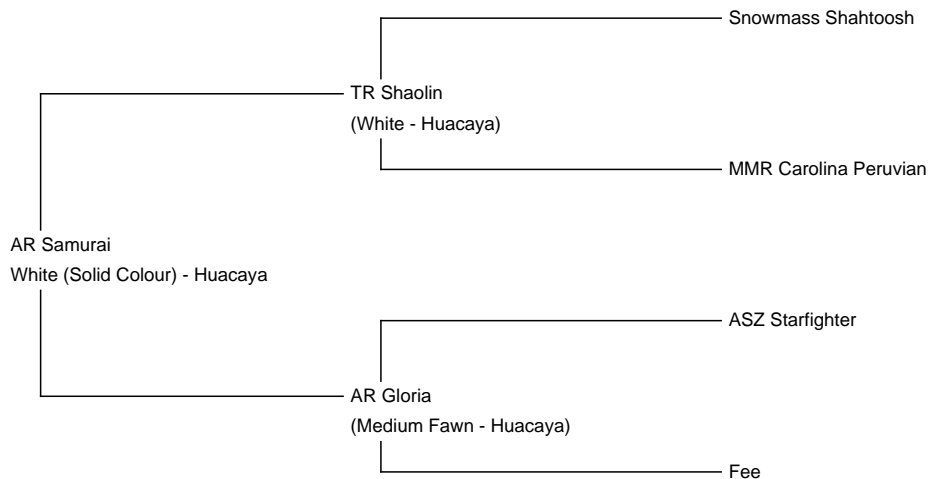 Snowmass Shahtoosh
TR Shaolin
(White - Huacaya)
MMR Carolina Peruvian
AR Samurai
White (Solid Colour) - Huacaya
ASZ Starfighter
AR Gloria
(Medium Fawn - Huacaya)
Fee